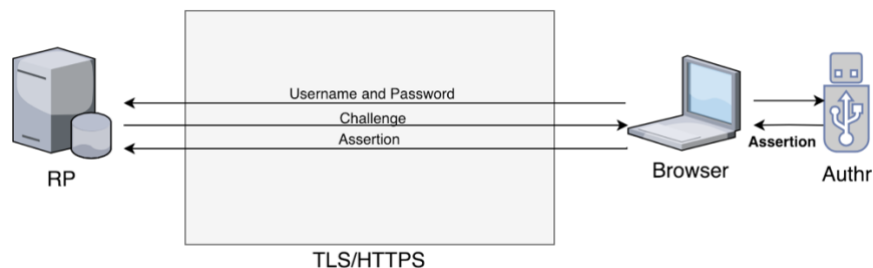 Username and Password
Challenge
Assertion
Assertion
RP
Browser
Authr
TLS/HTTPS